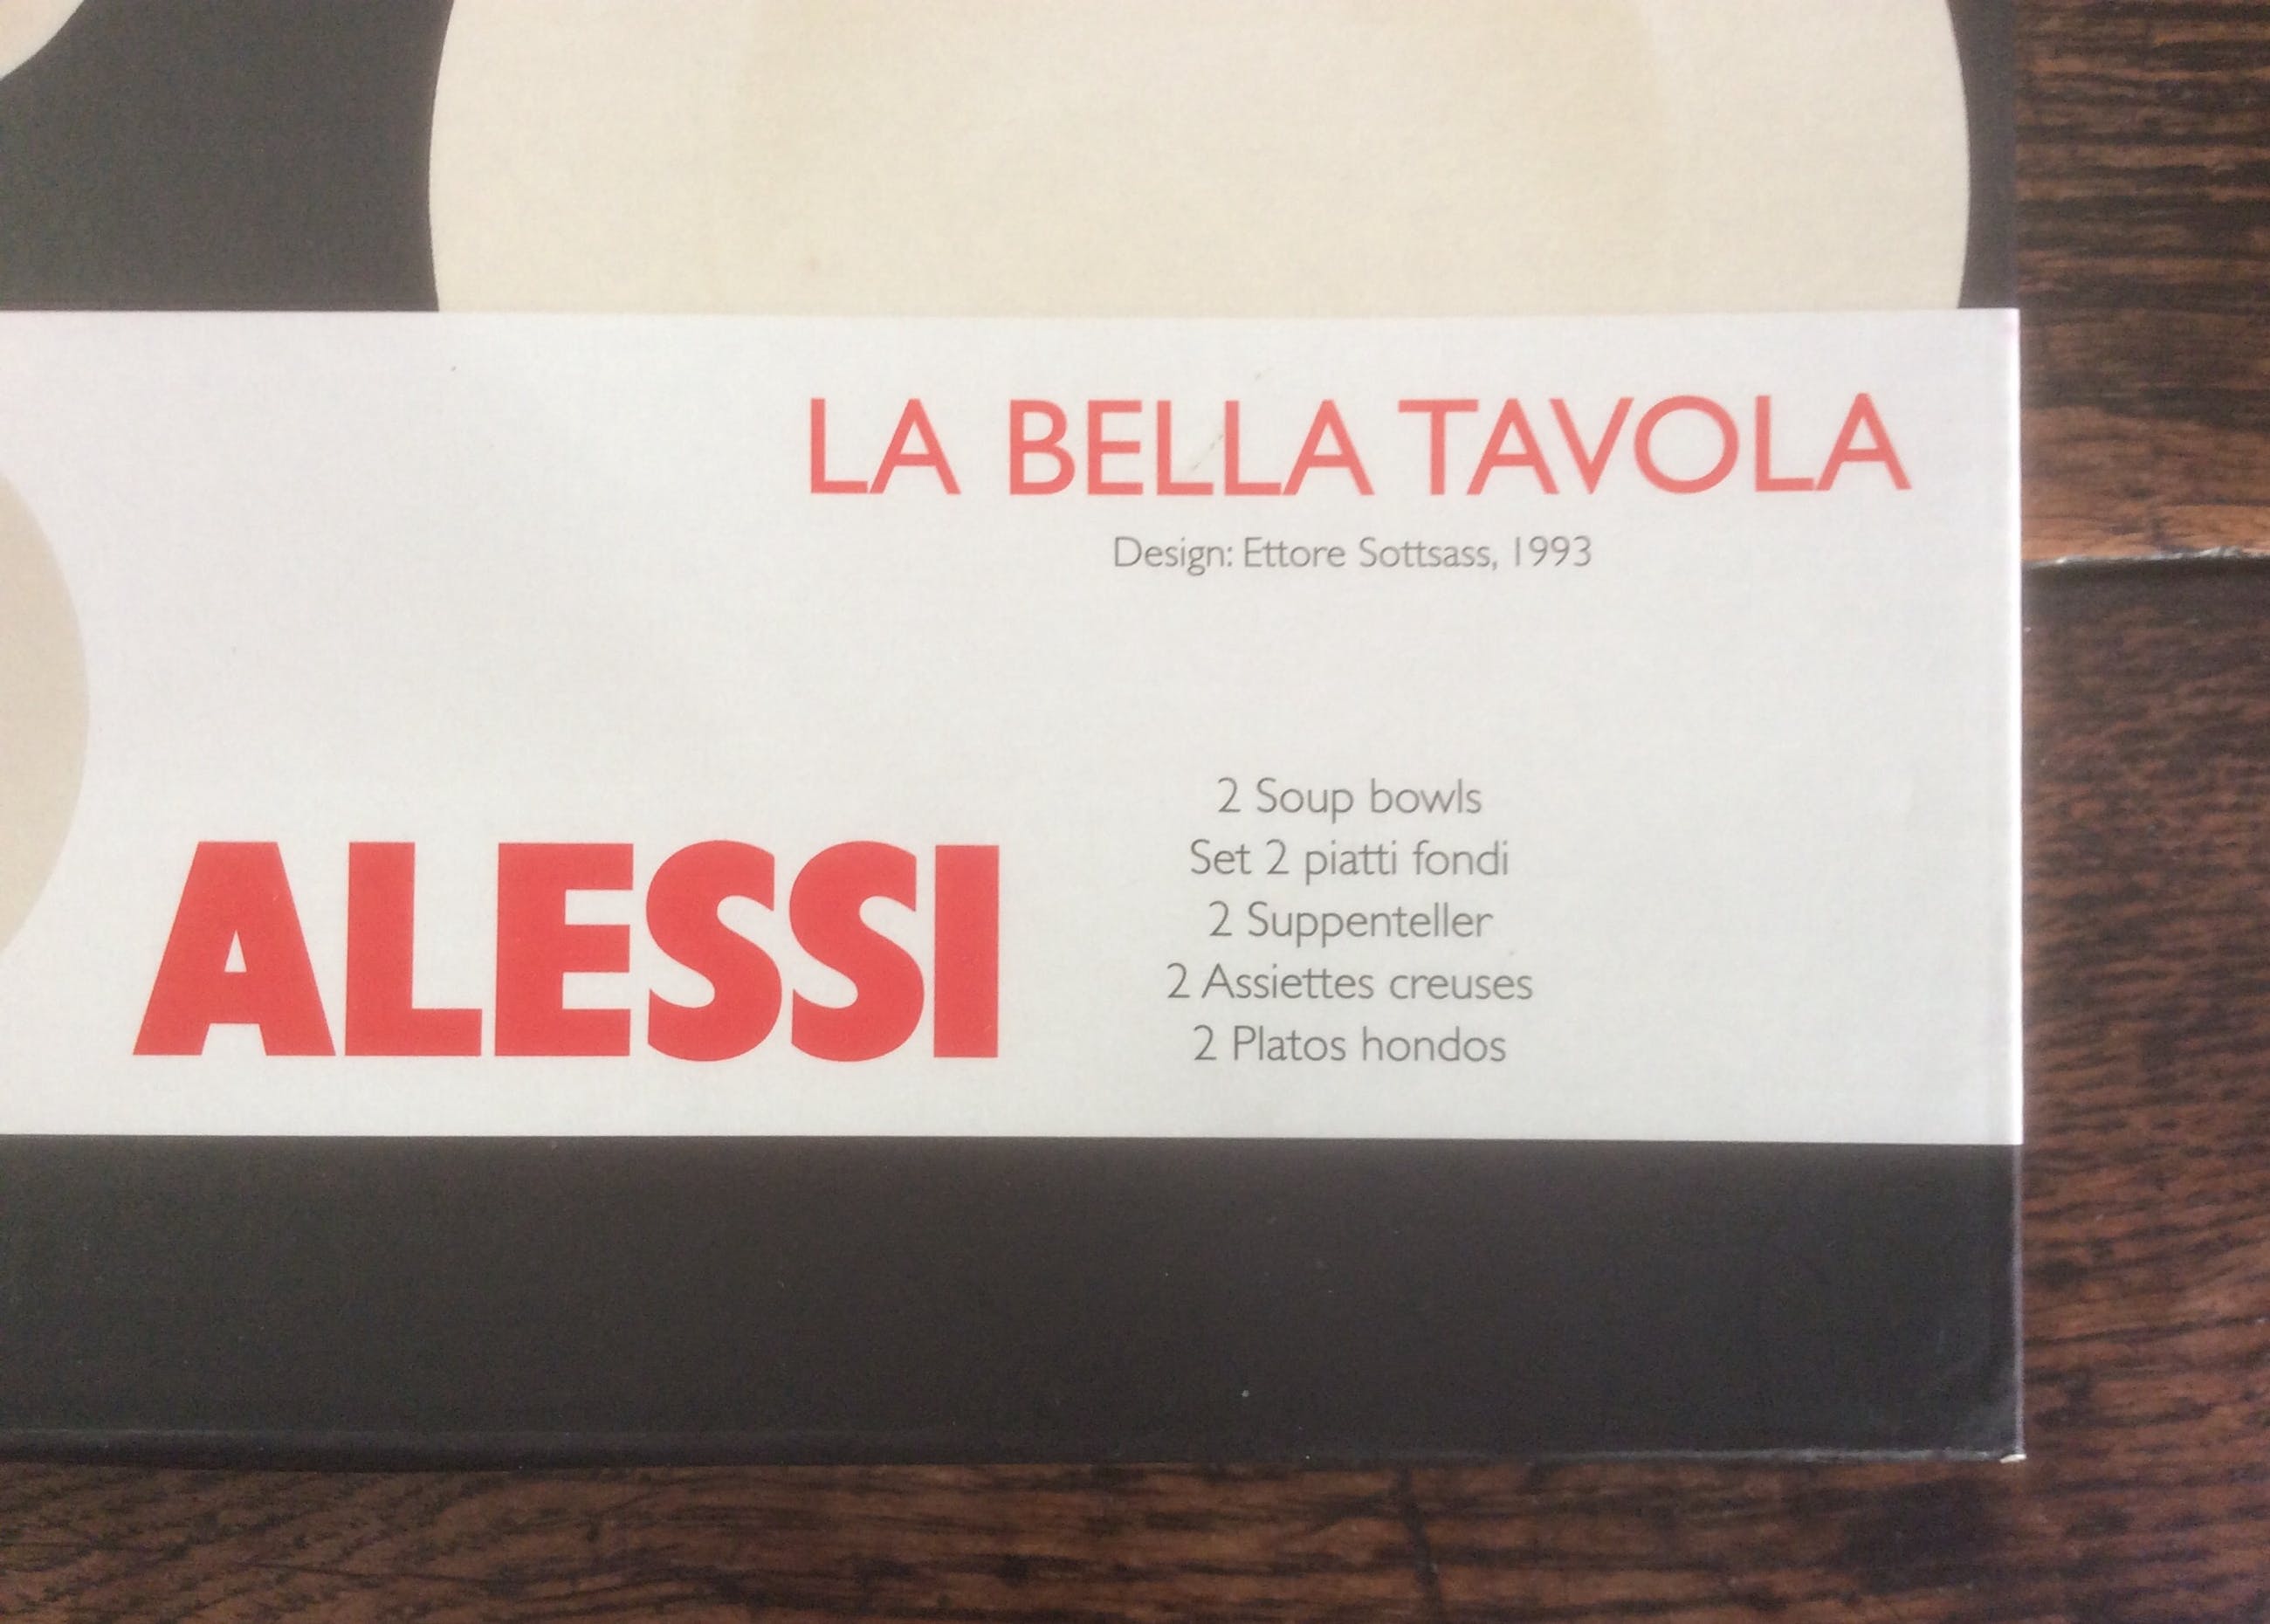 LA BELLA TAVOLA
Design: Ettore Sottsass, 1993
ALESSI
2 Soup bowls
Set 2 piatti fondi
2 Suppenteller
2 Assiettes creuses
2 Platos hondos